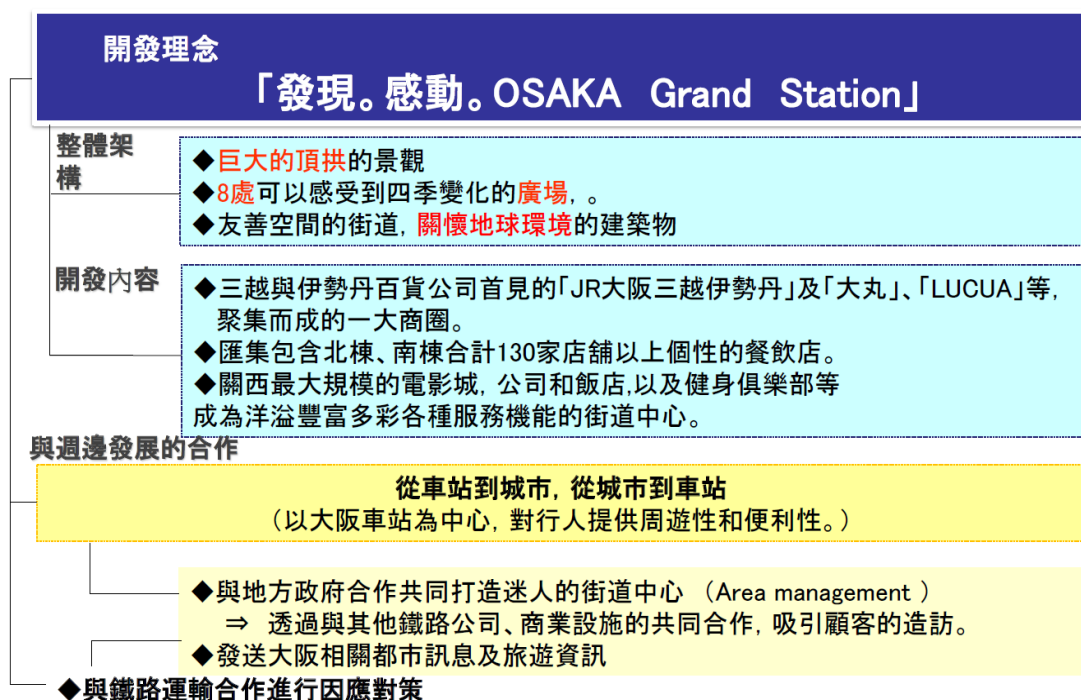 開發理念
「發現。感動。OSAKA Grand Station」
整體架
構
◆巨大的頂拱的景觀
◆8處可以感受到四季變化的廣場, 。
◆友善空間的街道, 關懷地球環境的建築物
開發內容
◆三越與伊勢丹百貨公司首見的「JR大阪三越伊勢丹」及「大丸」、「LUCUA」等,
聚集而成的一大商圈。
◆匯集包含北棟、南棟合計130家店舖以上個性的餐飲店。
◆關西最大規模的電影城, 公司和飯店,以及健身俱樂部等
成為洋溢豐富多彩各種服務機能的街道中心。
與週邊發展的合作
從車站到城市, 從城市到車站
（以大阪車站為中心, 對行人提供周遊性和便利性。）
◆與地方政府合作共同打造迷人的街道中心 （Area management ）
⇒ 透過與其他鐵路公司、商業設施的共同合作, 吸引顧客的造訪。
◆發送大阪相關都市訊息及旅遊資訊
◆與鐵路運輸合作進行因應對策